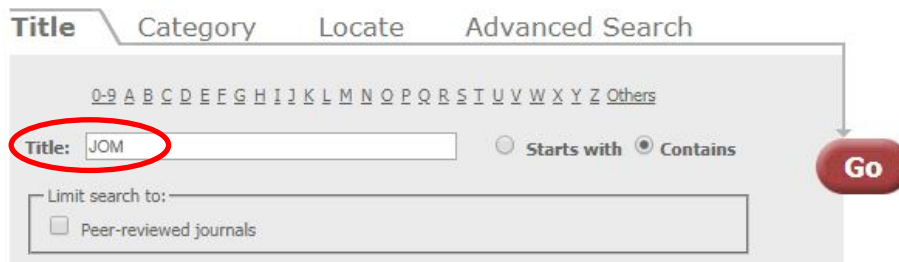 Title Category Locate Advanced Search
0-9 A B C D E F G H I J K L M N O P Q R S T U V W X Y Z Others
Title: JOM Starts with Contains
Go
Limit search to:
Peer-reviewed journals